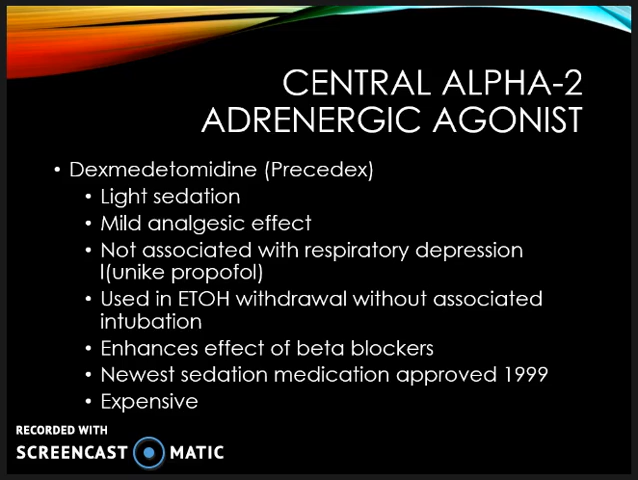 CENTRAL ALPHA-2
ADRENERGIC AGONIST
• Dexmedetomidine (Precedex)
• Light sedation
• Mild analgesic effect
• Not associated with respiratory depression
l(unike propofol)
• Used in ETOH withdrawal without associated
intubation
• Enhances effect of beta blockers
• Newest sedation medication approved 1999
• Expensive
RECORDED WITH
SCREENCAST MATIC